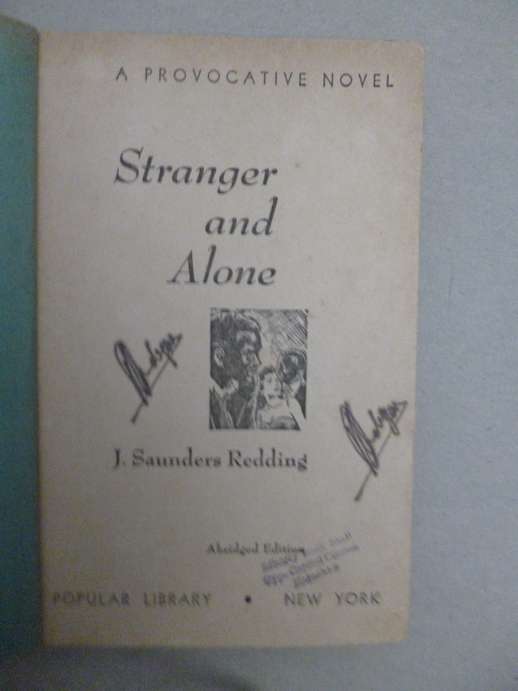 A PROVOCATIVE NOVEL
Stranger
and
Alone
J. Saunders Redding
Abridged Edition
POPULAR LIBRARY • NEW YORK